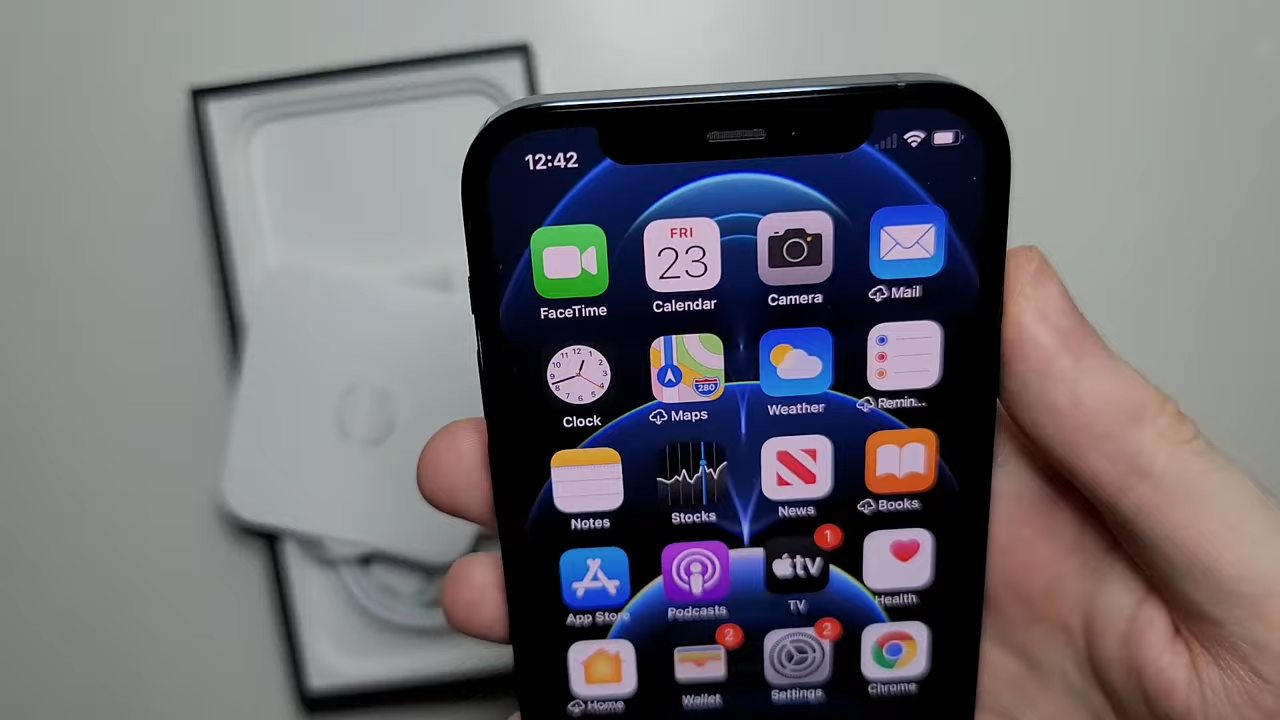 12:42
FRI
23
FaceTime
Calendar
Camera
Mail
280
Clock
Maps
Weather
Remin...
Notes
Stocks
News
Books
1
tv
App Store
Podcasts
TV
Health
2
2
Home
Wallet
Settings
Chrome